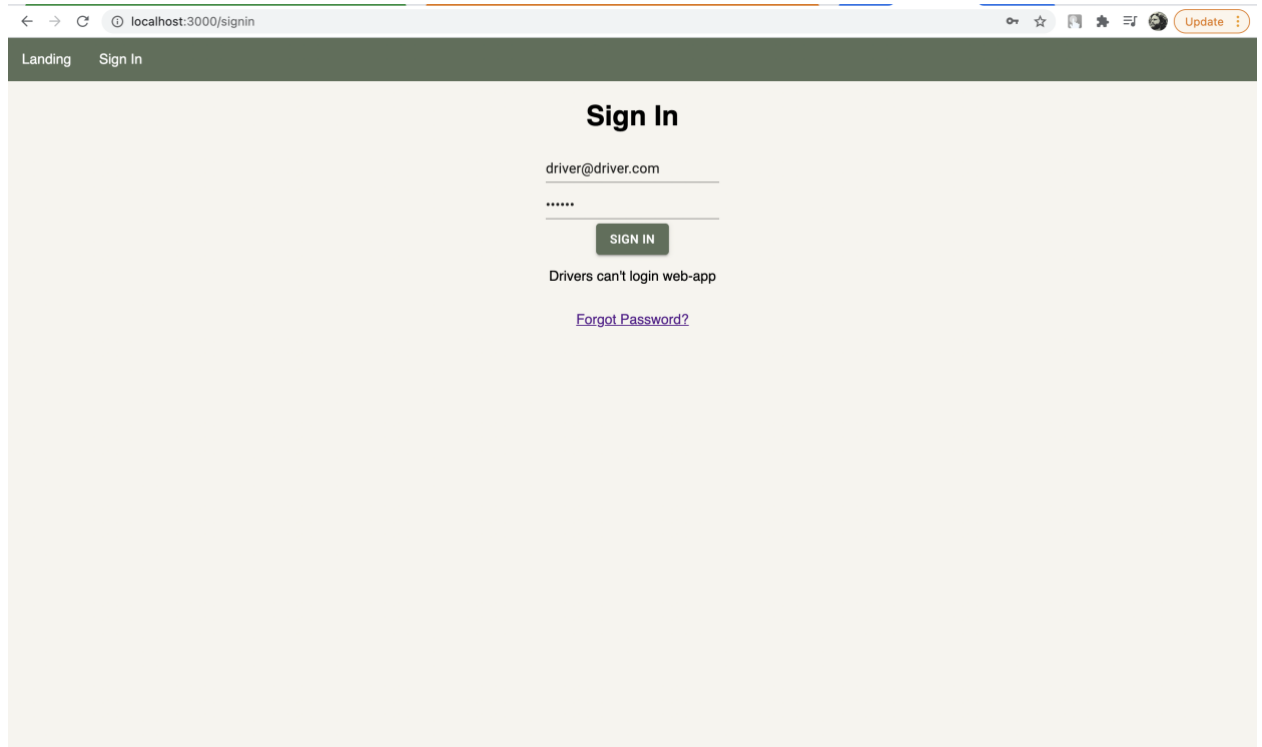 localhost:3000/signin
Update
Landing Sign In
Sign In
driver@driver.com
••••••
SIGN IN
Drivers can't login web-app
Forgot Password?